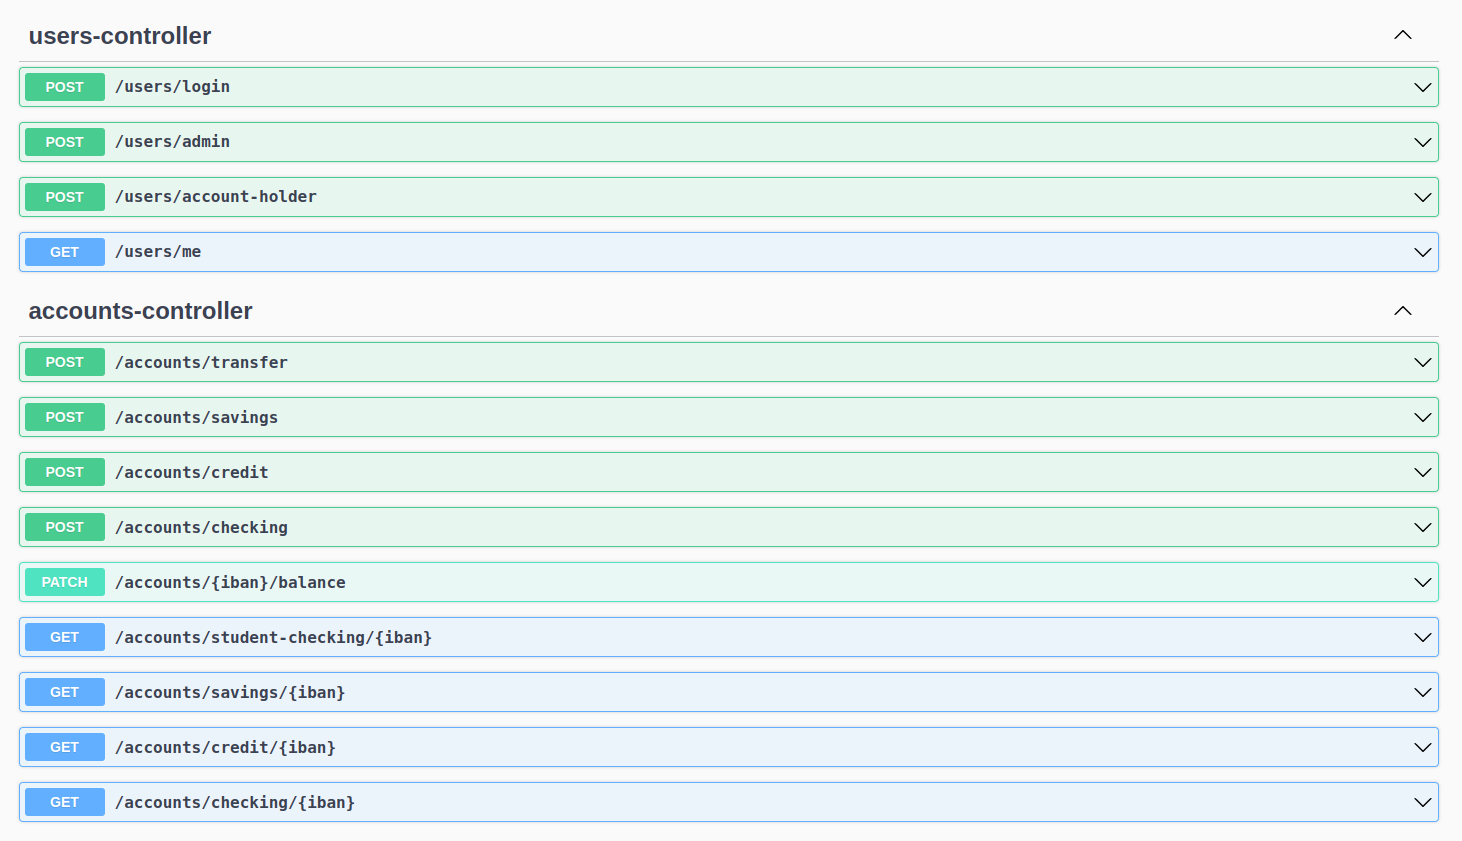 users-controller
POST /users/login
POST /users/admin
POST /users/account-holder
GET /users/me
accounts-controller
POST /accounts/transfer
POST /accounts/savings
POST /accounts/credit
POST /accounts/checking
PATCH /accounts/{iban}/balance
GET /accounts/student-checking/{iban}
GET /accounts/savings/{iban}
GET /accounts/credit/{iban}
GET /accounts/checking/{iban}